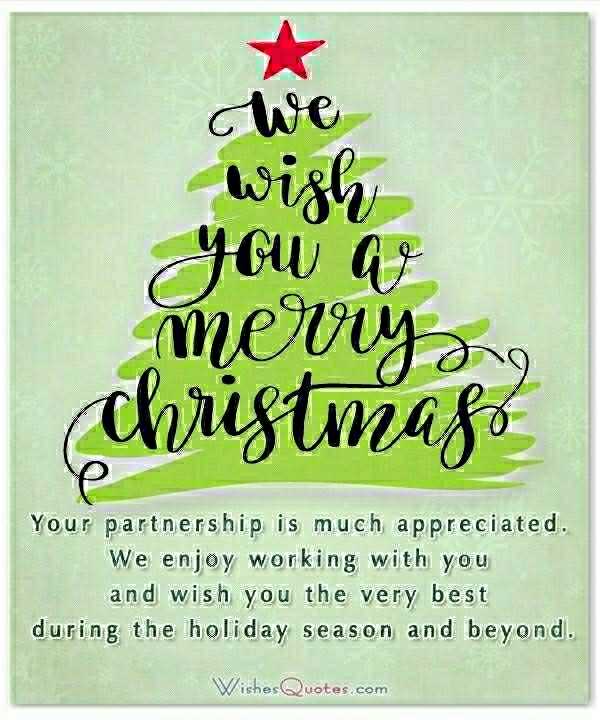 We
wish
you a
merry
christmas
Your partnership is much appreciated.
We enjoy working with you
and wish you the very best
during the holiday season and beyond.
WishesQuotes.com